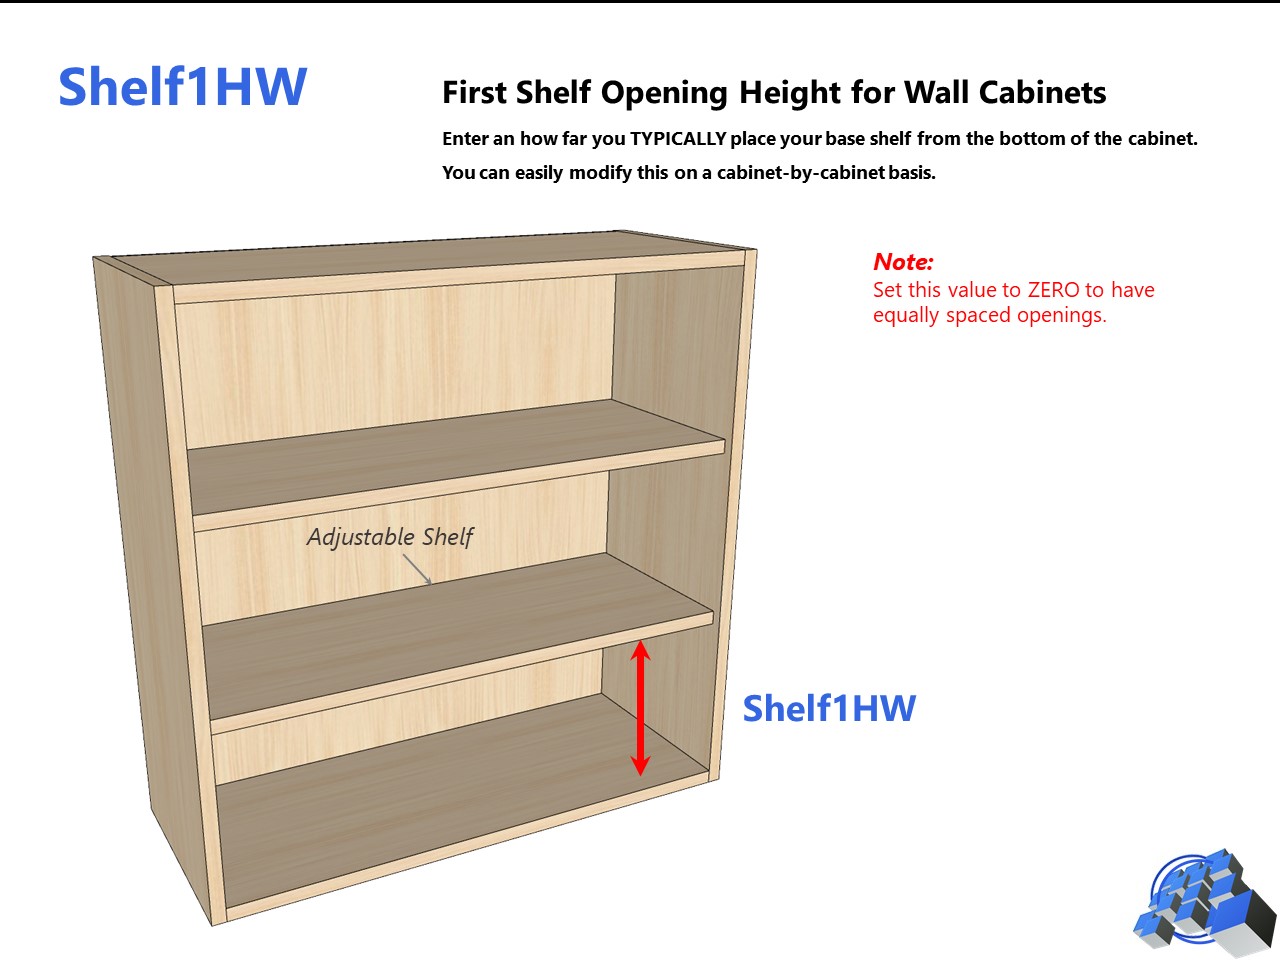 Shelf1HW
First Shelf Opening Height for Wall Cabinets
Enter an how far you TYPICALLY place your base shelf from the bottom of the cabinet.
You can easily modify this on a cabinet-by-cabinet basis.
Note:
Set this value to ZERO to have
equally spaced openings.
Adjustable Shelf
Shelf1HW